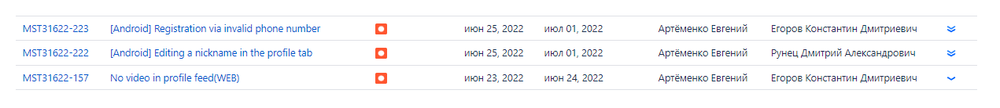 MST31622-223 [Android] Registration via invalid phone number июн 25, 2022 июл 01, 2022 Артёменко Евгений Егоров Константин Дмитриевич
MST31622-222 [Android] Editing a nickname in the profile tab июн 25, 2022 июл 01, 2022 Артёменко Евгений Рунец Дмитрий Александрович
MST31622-157 No video in profile feed(WEB) июн 23, 2022 июн 24, 2022 Артёменко Евгений Егоров Константин Дмитриевич